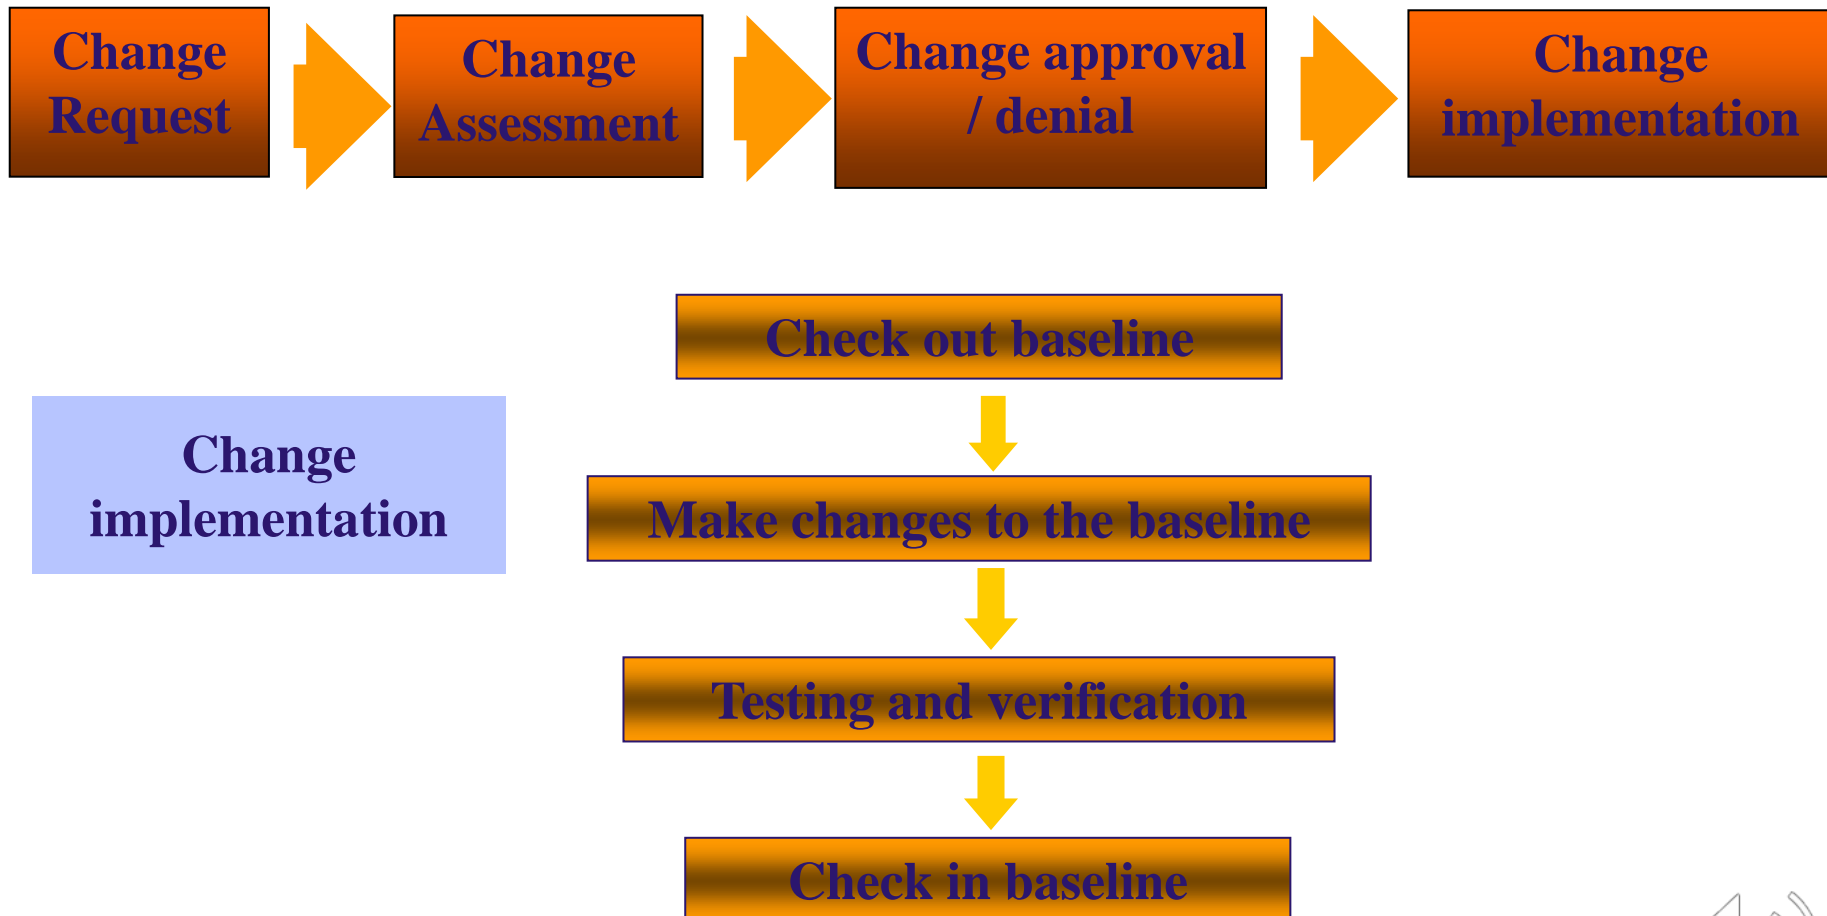 Change
Request
Change
Assessment
Change approval
/ denial
Change
implementation
Check out baseline
Change
implementation
Make changes to the baseline
Testing and verification
Check in baseline